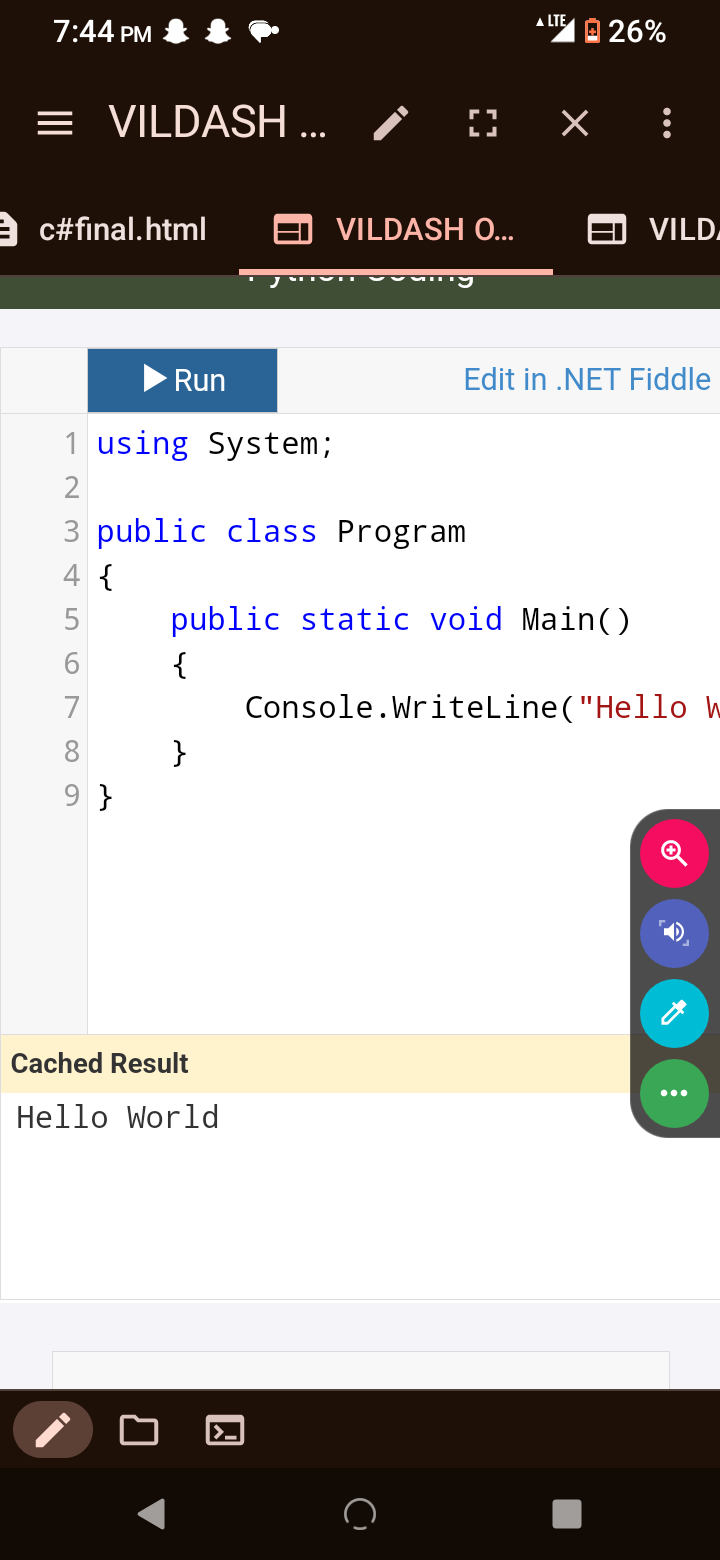 7:44 PM LTE 26%
VILDASH ...
c#final.html VILDASH O... VILDA
Python Coding
Run Edit in .NET Fiddle
1 using System;
2
3 public class Program
4 {
5 public static void Main()
6 {
7 Console.WriteLine("Hello W
8 }
9 }
Cached Result
Hello World